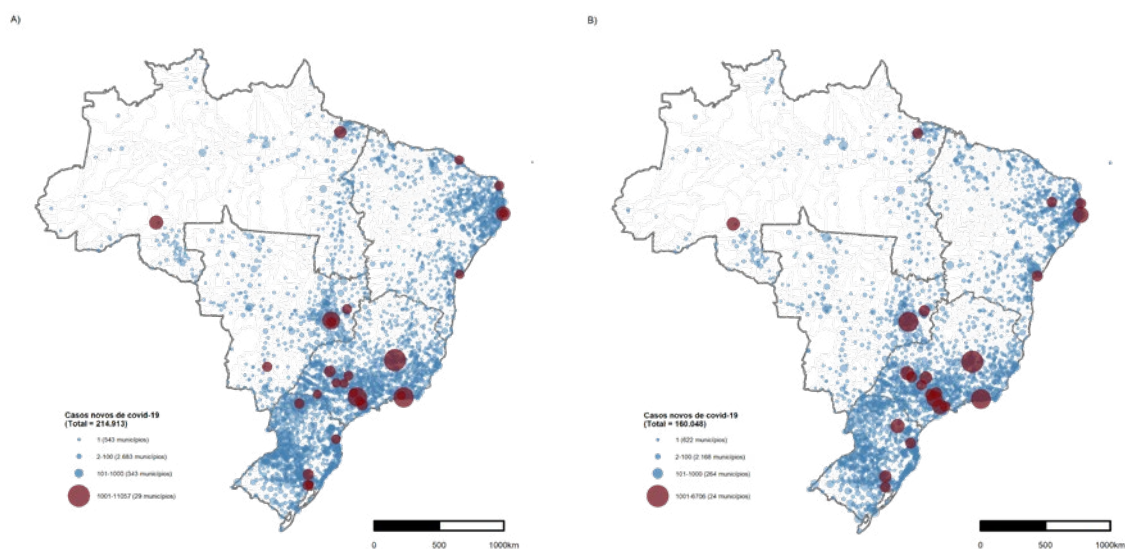 A)
B)
Casos novos de covid-19
(Total = 214.913)
1 (543 municípios)
2-100 (2 683 municípios)
101-1000 (343 municípios)
1001-11057 (29 municípios)
0 500 1000km
Casos novos de covid-19
(Total = 160.048)
1 (622 municípios)
2-100 (2 168 municípios)
101-1000 (264 municípios)
1001-6706 (24 municípios)
0 500 1000km